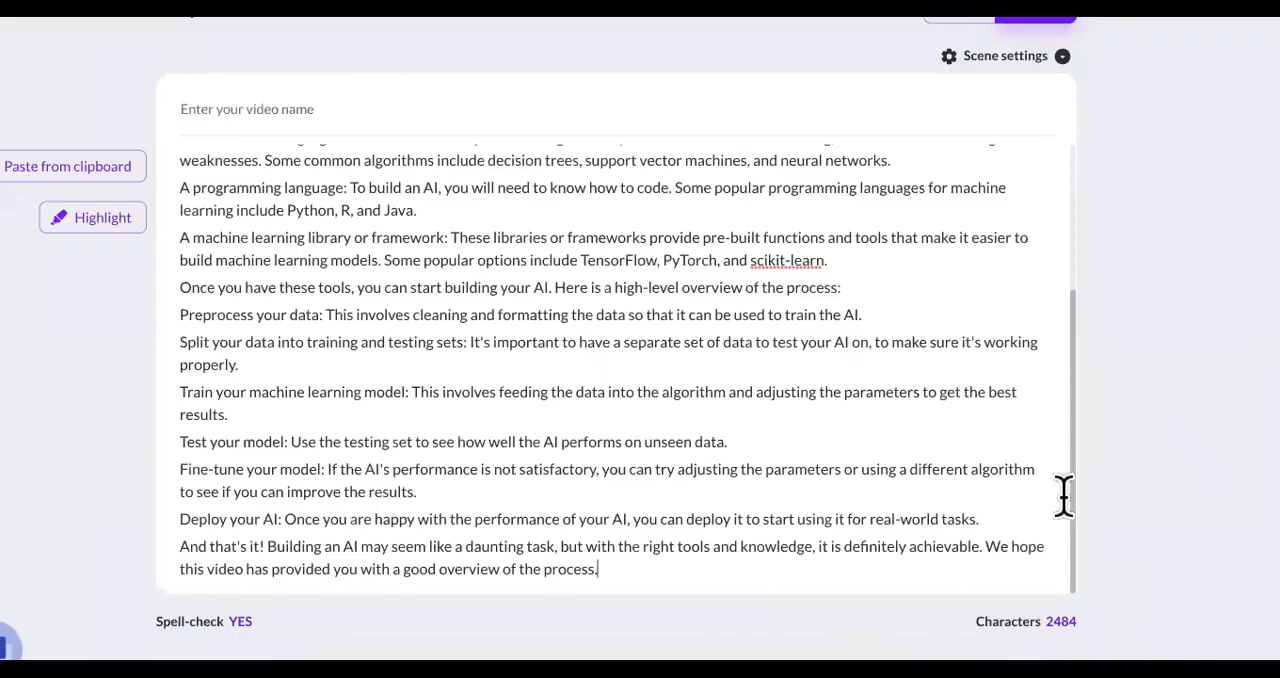 Scene settings
Enter your video name
Paste from clipboard
Highlight
weaknesses. Some common algorithms include decision trees, support vector machines, and neural networks.
A programming language: To build an AI, you will need to know how to code. Some popular programming languages for machine
learning include Python, R, and Java.
A machine learning library or framework: These libraries or frameworks provide pre-built functions and tools that make it easier to
build machine learning models. Some popular options include TensorFlow, PyTorch, and scikit-learn.
Once you have these tools, you can start building your AI. Here is a high-level overview of the process:
Preprocess your data: This involves cleaning and formatting the data so that it can be used to train the AI.
Split your data into training and testing sets: It's important to have a separate set of data to test your AI on, to make sure it's working
properly.
Train your machine learning model: This involves feeding the data into the algorithm and adjusting the parameters to get the best
results.
Test your model: Use the testing set to see how well the AI performs on unseen data.
Fine-tune your model: If the AI's performance is not satisfactory, you can try adjusting the parameters or using a different algorithm
to see if you can improve the results.
Deploy your AI: Once you are happy with the performance of your AI, you can deploy it to start using it for real-world tasks.
And that's it! Building an AI may seem like a daunting task, but with the right tools and knowledge, it is definitely achievable. We hope
this video has provided you with a good overview of the process.
Spell-check YES
Characters 2484